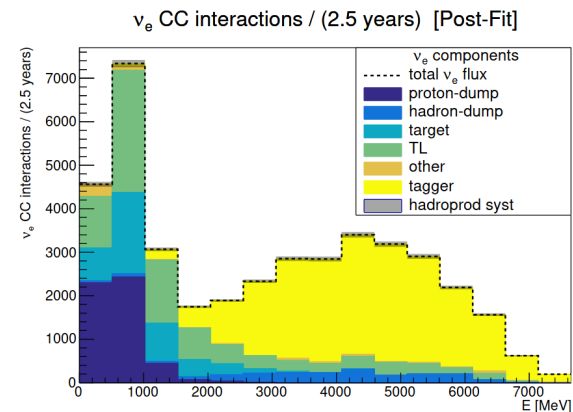 νe CC interactions / (2.5 years) [Post-Fit]
νe CC interactions / (2.5 years)
7000
6000
5000
4000
3000
2000
1000
0
νe components
total νe flux
proton-dump
hadron-dump
target
TL
other
tagger
hadroprod syst
0 1000 2000 3000 4000 5000 6000 7000
E [MeV]